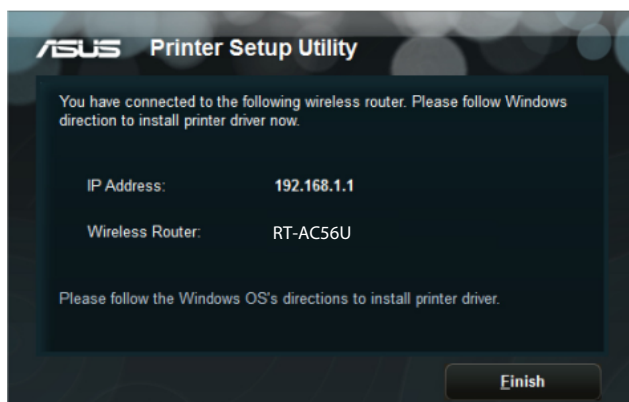 ASUS Printer Setup Utility
You have connected to the following wireless router. Please follow Windows
direction to install printer driver now.
IP Address: 192.168.1.1
Wireless Router: RT-AC56U
Please follow the Windows OS's directions to install printer driver.
Finish